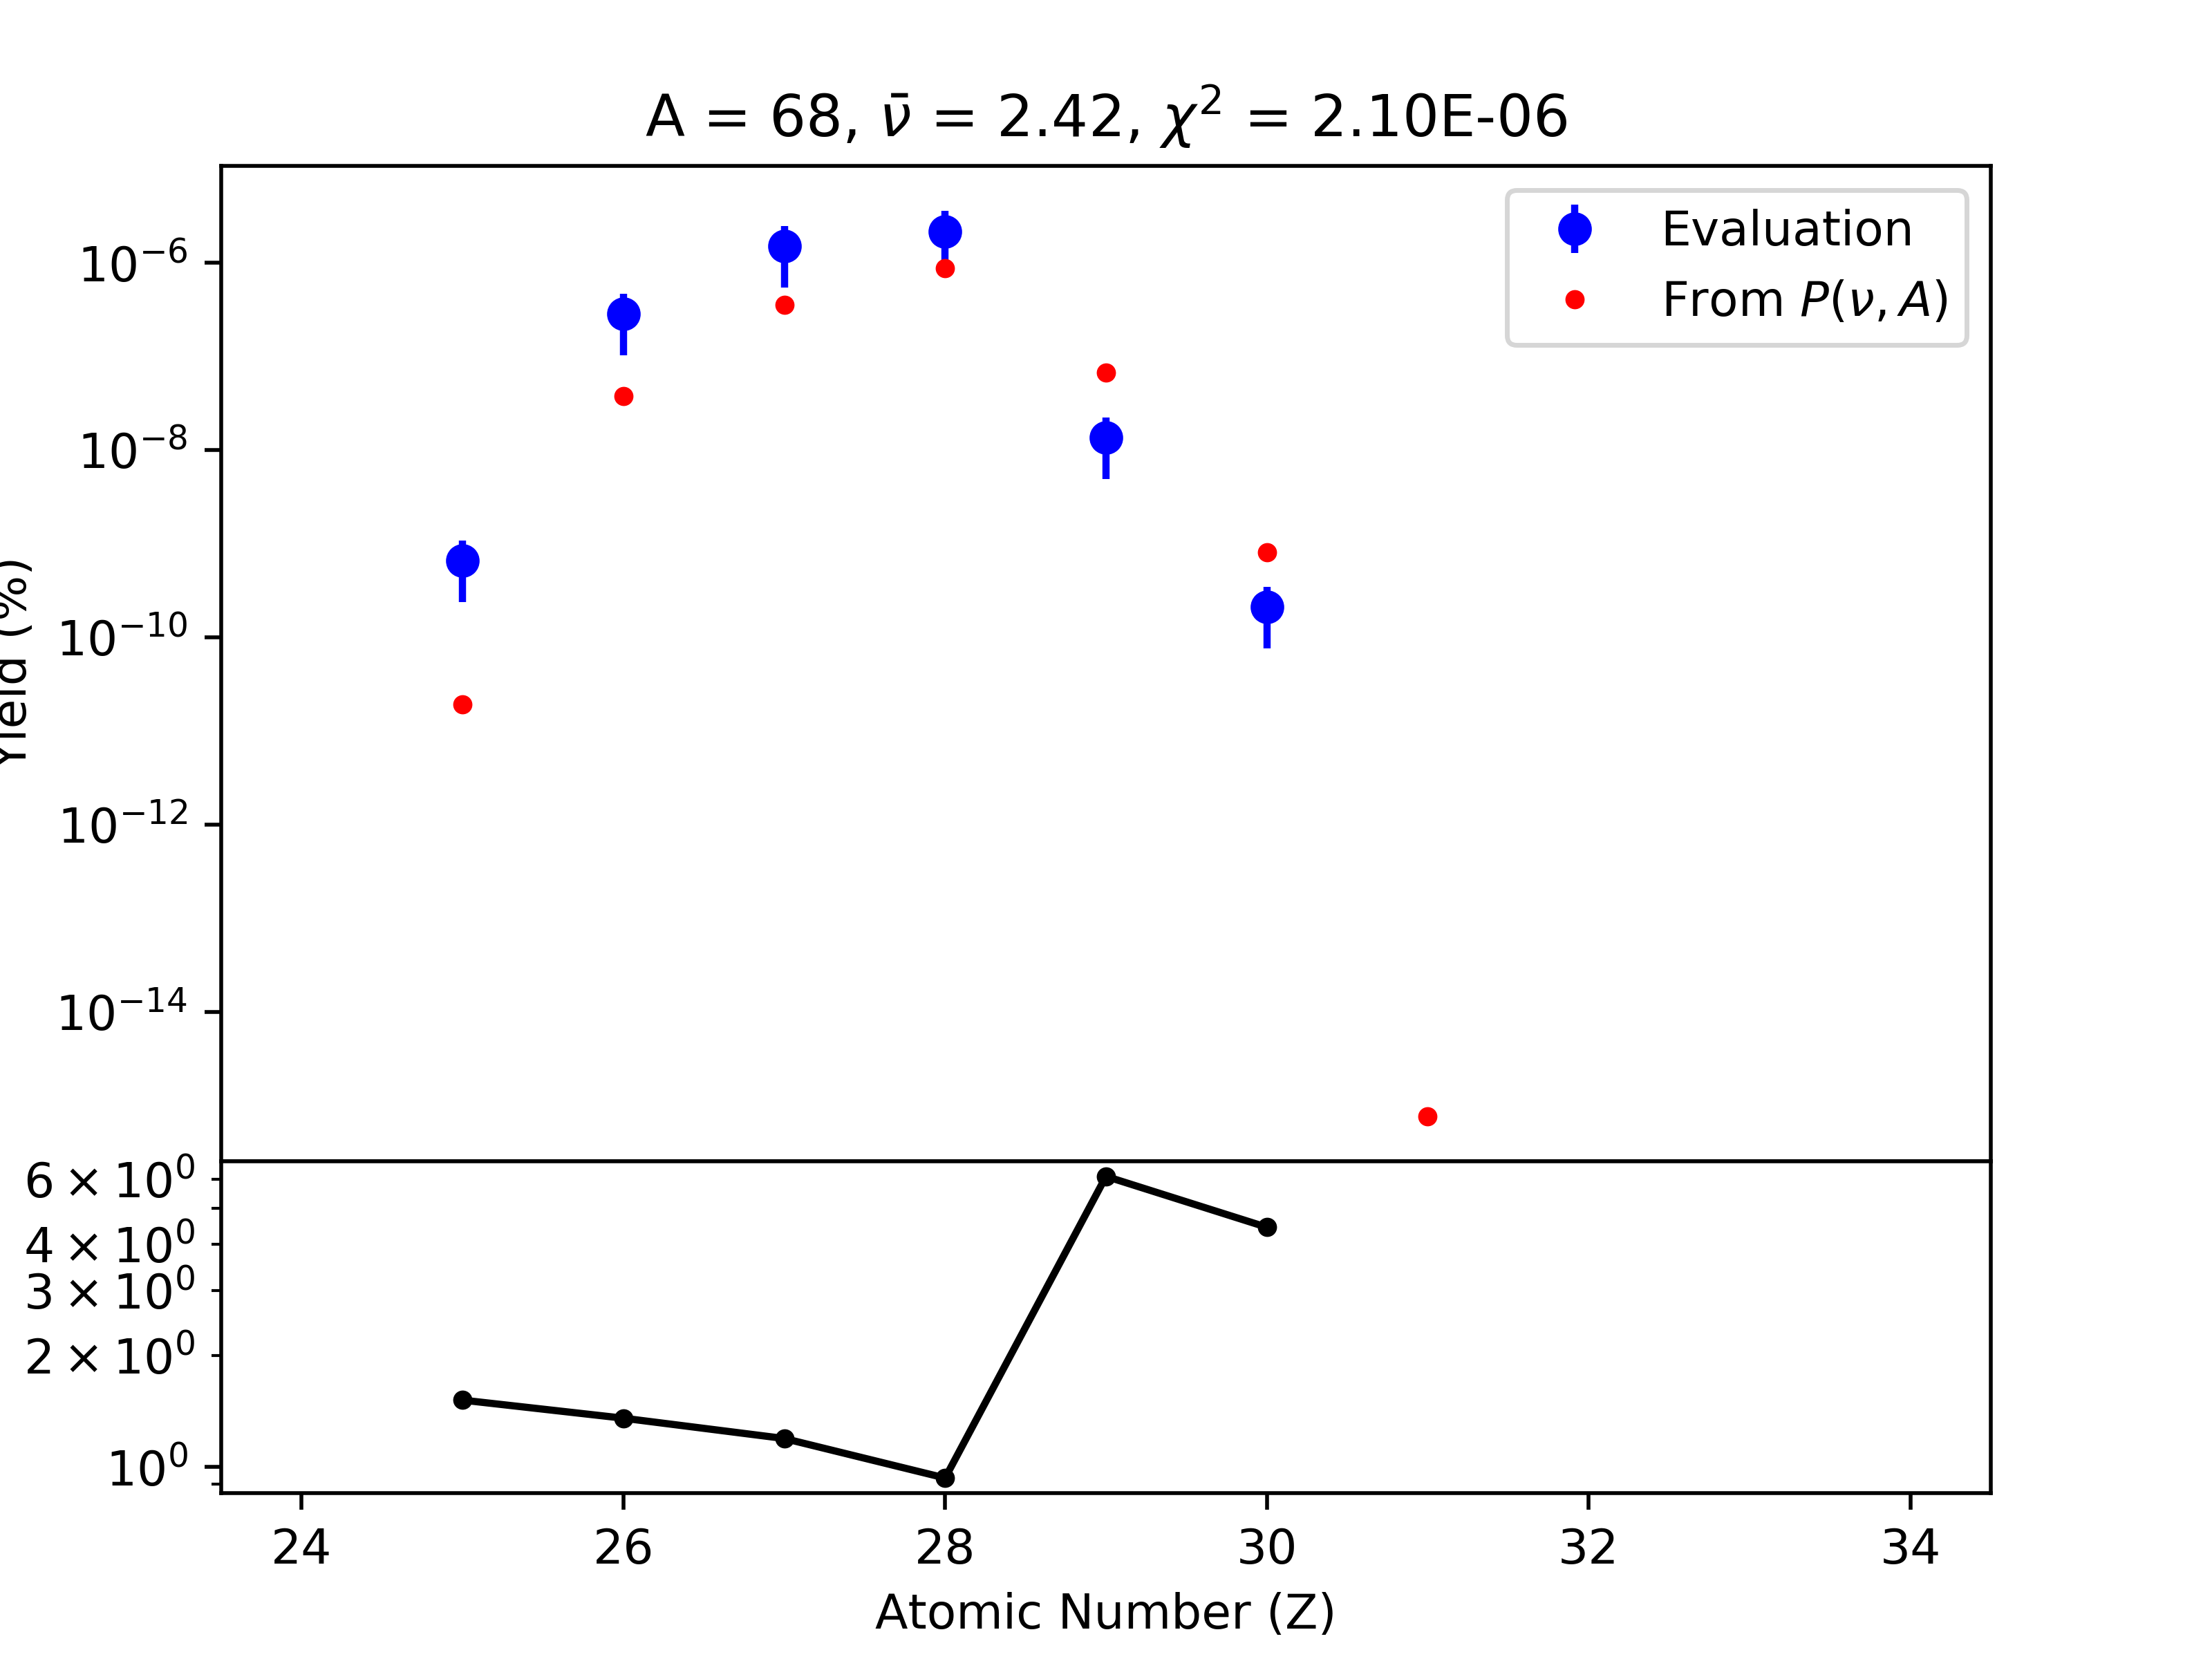 A = 68, ν̄ = 2.42, χ² = 2.10E-06
Evaluation
From P(ν, A)
Yield (%)
10⁻⁶
10⁻⁸
10⁻¹⁰
10⁻¹²
10⁻¹⁴
6 × 10⁰
4 × 10⁰
3 × 10⁰
2 × 10⁰
10⁰
24 26 28 30 32 34
Atomic Number (Z)